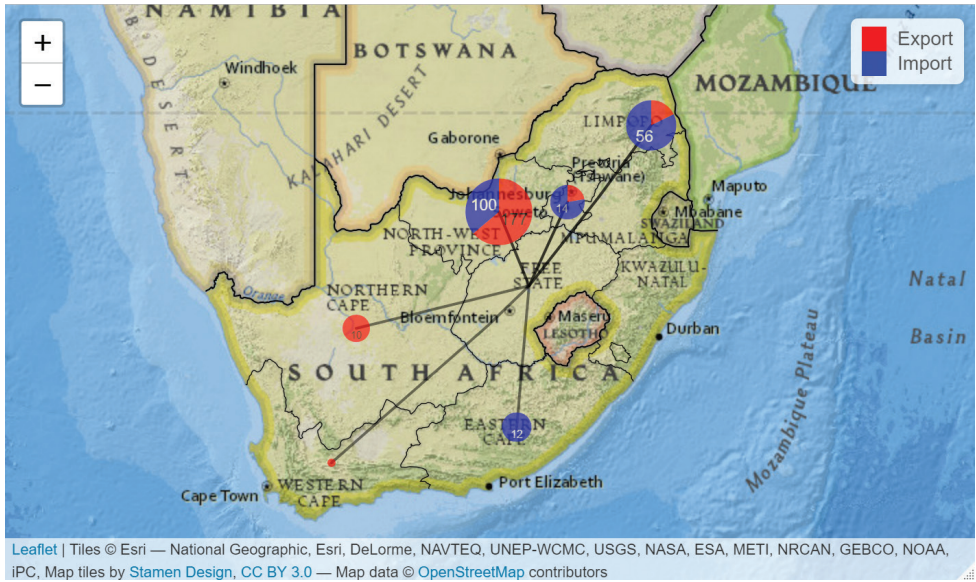 +
−
NAMIBIA
BOTSWANA
MOZAMBIQUE
Export
Import
DESERT
Windhoek
KALAHARI DESERT
Gaborone
LIMPOPO
56
Pretoria
(Tshwane)
Maputo
100
Johannesburg
Soweto
77
Mbabane
SWAZILAND
NORTH-WEST
PROVINCE
MPUMALANGA
FREE
STATE
KWAZULU-
NATAL
Natal
Basin
Orange
NORTHERN
CAPE
Bloemfontein
Maseru
LESOTHO
Durban
10
SOUTH AFRICA
Mozambique Plateau
EASTERN
CAPE
12
Cape Town
WESTERN
CAPE
Port Elizabeth
Leaflet | Tiles © Esri — National Geographic, Esri, DeLorme, NAVTEQ, UNEP-WCMC, USGS, NASA, ESA, METI, NRCAN, GEBCO, NOAA,
iPC, Map tiles by Stamen Design, CC BY 3.0 — Map data © OpenStreetMap contributors